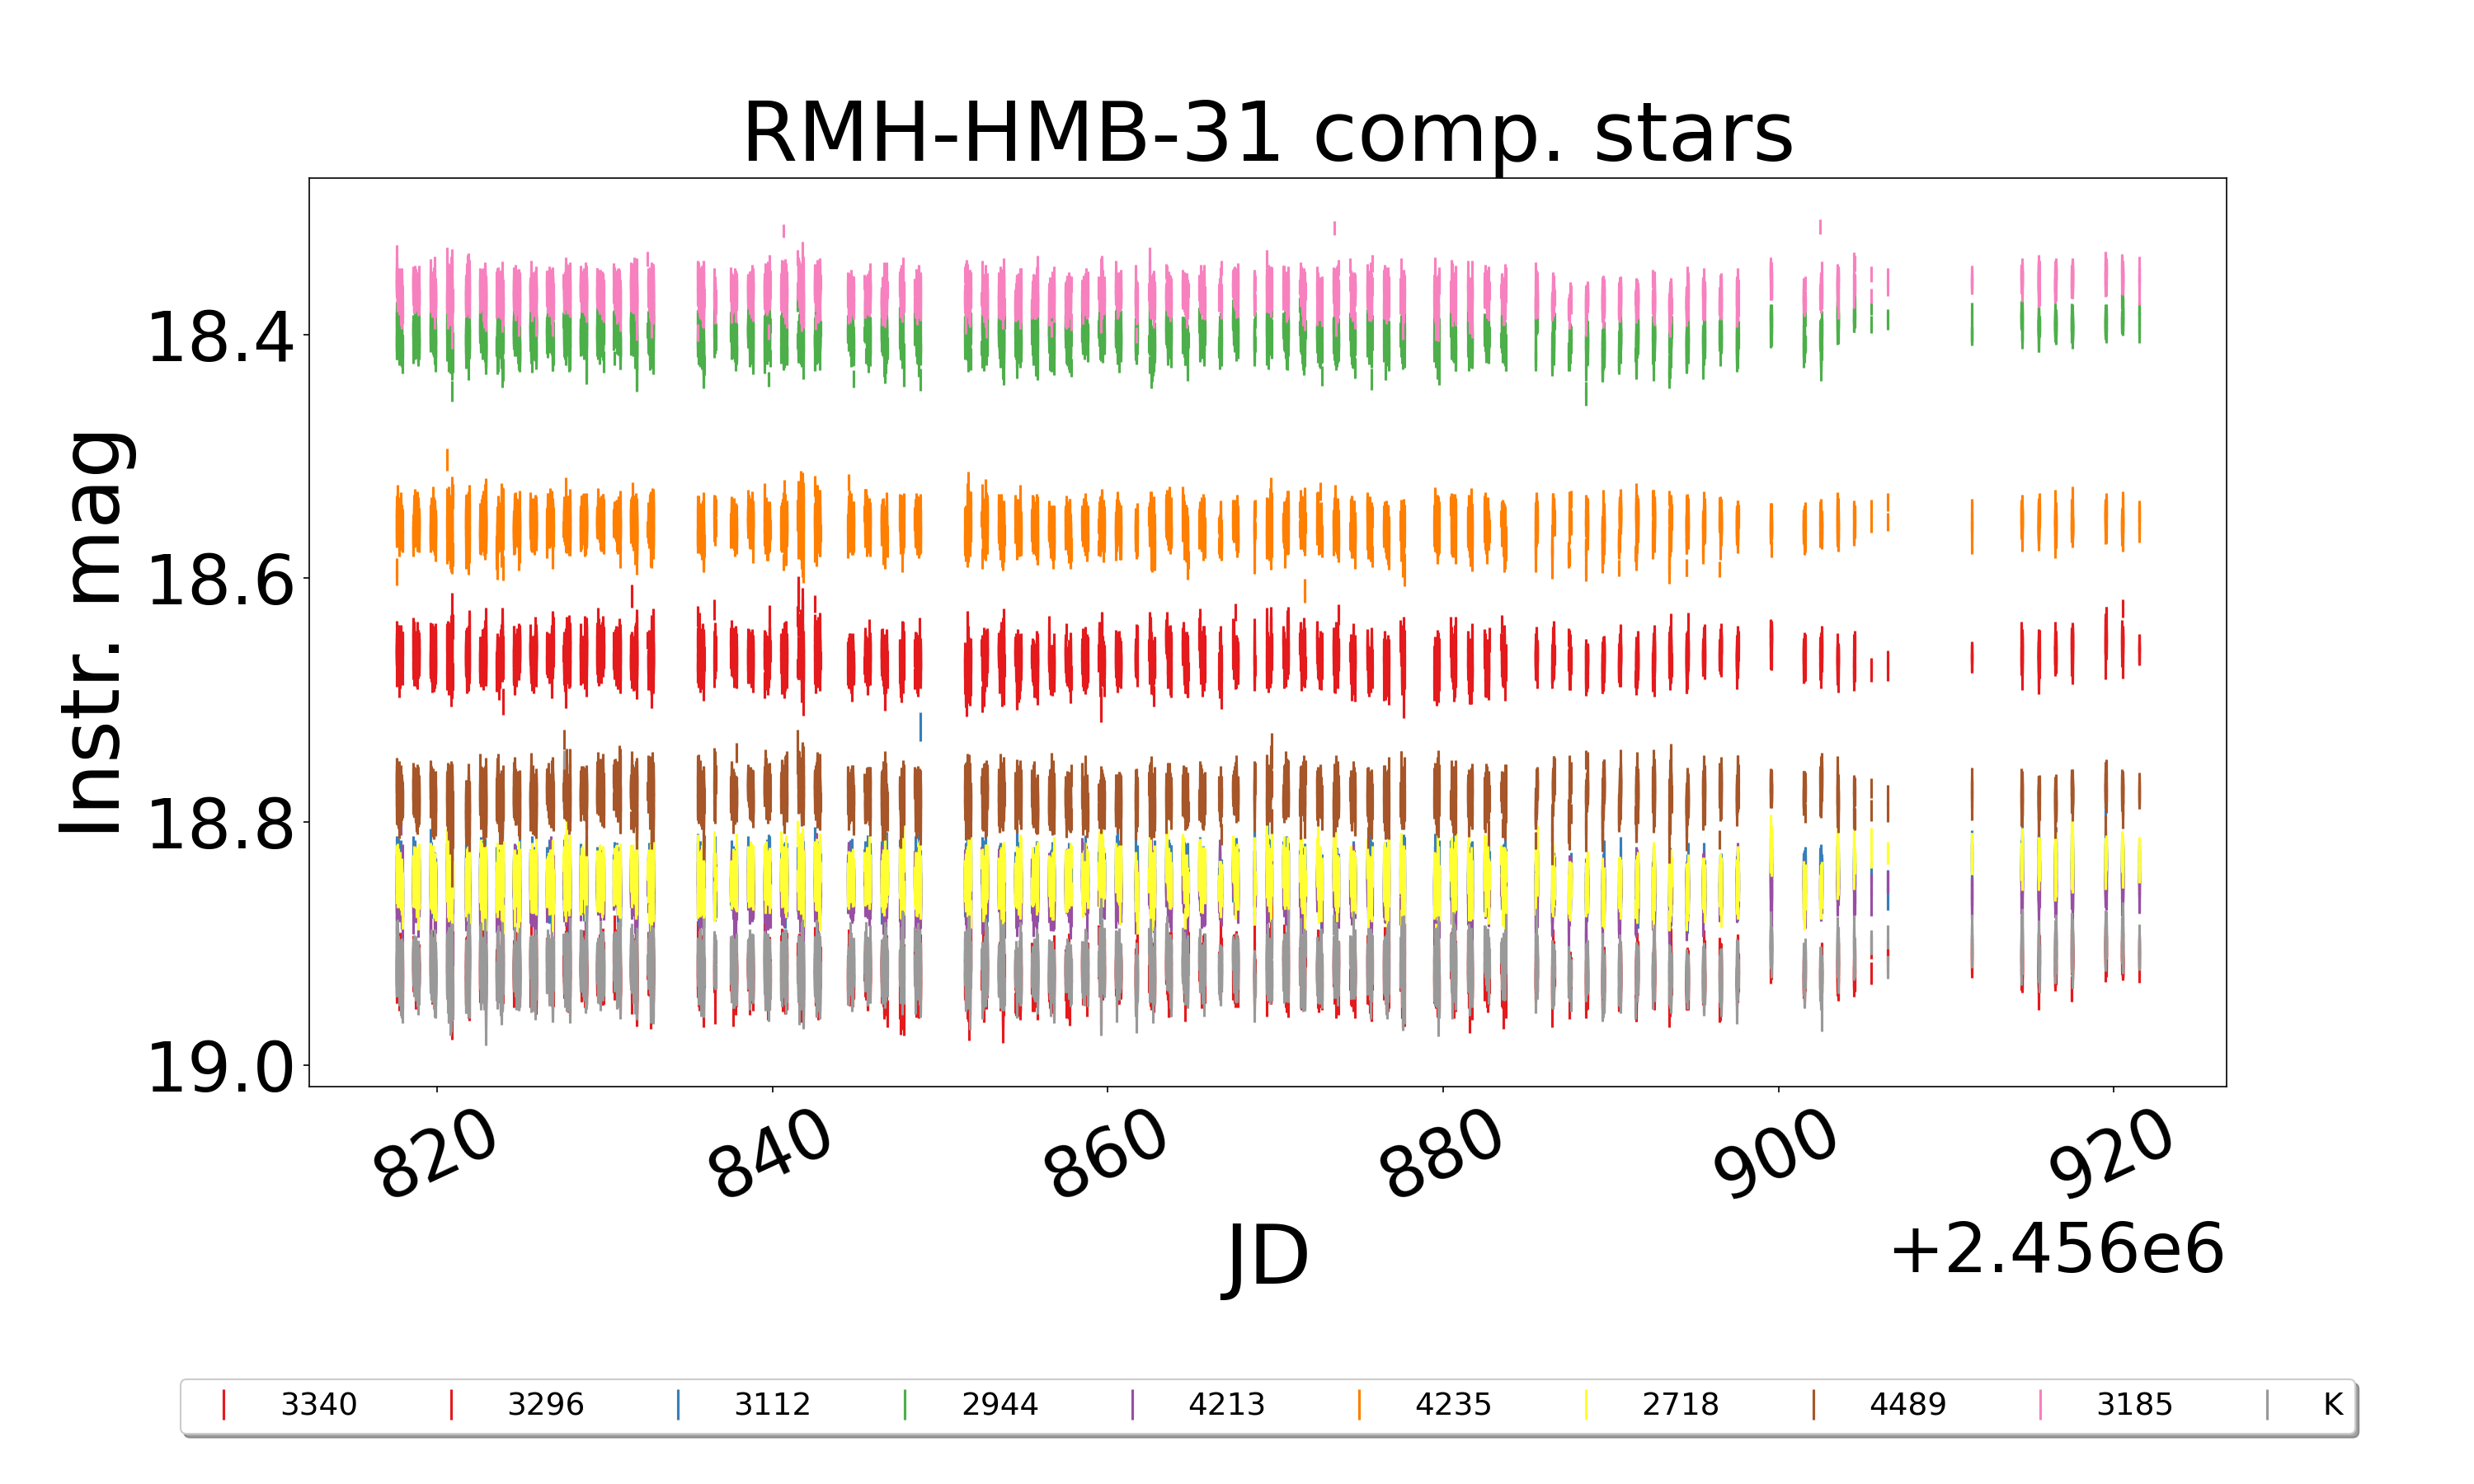 RMH-HMB-31 comp. stars
Instr. mag
18.4
18.6
18.8
19.0
820 840 860 880 900 920
JD
+2.456e6
3340 3296 3112 2944 4213 4235 2718 4489 3185 K